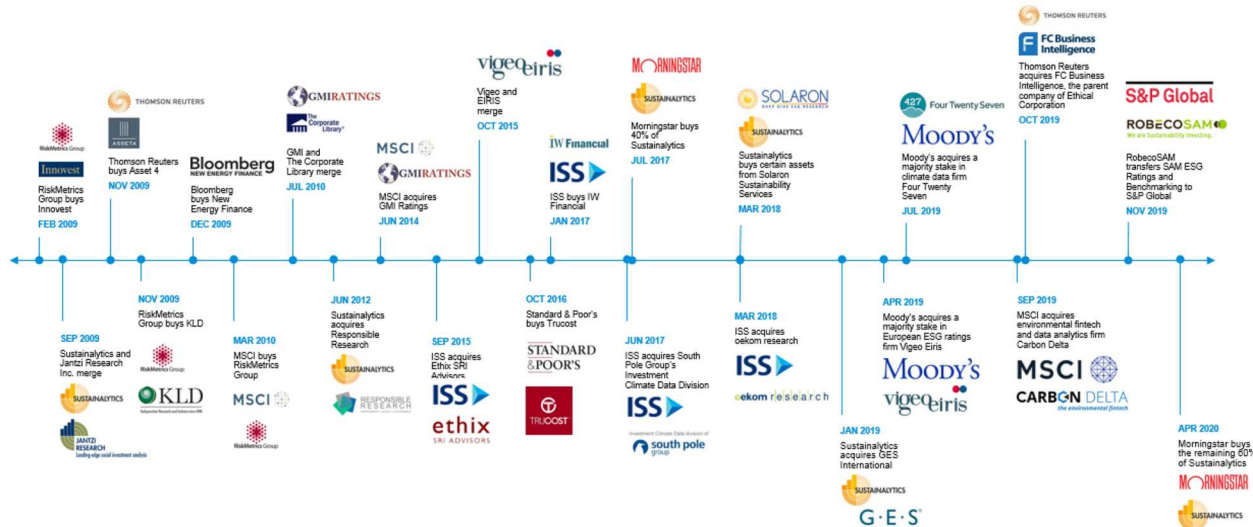 RiskMetrics Group
Innovest
RiskMetrics
Group buys
Innovest
FEB 2009
THOMSON REUTERS
ASSET4
Thomson Reuters
buys Asset 4
NOV 2009
Bloomberg
NEW ENERGY FINANCE
Bloomberg
buys New
Energy Finance
DEC 2009
GMIRATINGS
The
Corporate
Library
GMI and
The Corporate
Library merge
JUL 2010
MSCI
GMIRATINGS
MSCI acquires
GMI Ratings
JUN 2014
vigeoeiris
Vigeo and
EIRIS
merge
OCT 2015
IW Financial
ISS
ISS buys IW
Financial
JAN 2017
MORNINGSTAR
SUSTAINALYTICS
Morningstar buys
40% of
Sustainalytics
JUL 2017
SOLARON
SUSTAINALYTICS
Sustainalytics
buys certain assets
from Solaron
Sustainability
Services
MAR 2018
427 Four Twenty Seven
MOODY'S
Moody's acquires a
majority stake in
climate data firm
Four Twenty
Seven
JUL 2019
THOMSON REUTERS
FC Business
Intelligence
Thomson Reuters
acquires FC Business
Intelligence, the parent
company of Ethical
Corporation
OCT 2019
S&P Global
ROBECOSAM
We are Sustainability Investing.
RobecoSAM
transfers SAM ESG
Ratings and
Benchmarking to
S&P Global
NOV 2019
SEP 2009
Sustainalytics and
Jantzi Research
Inc. merge
SUSTAINALYTICS
JANTZI
RESEARCH
Leading edge social investment analysis
NOV 2009
RiskMetrics
Group buys KLD
RiskMetrics Group
KLD
MAR 2010
MSCI buys
RiskMetrics
Group
MSCI
RiskMetrics Group
JUN 2012
Sustainalytics
acquires
Responsible
Research
SUSTAINALYTICS
RESPONSIBLE
RESEARCH
SEP 2015
ISS acquires
Ethix SRI
Advisors
ISS
ethix
SRI ADVISORS
OCT 2016
Standard & Poor's
buys Trucost
STANDARD
&POOR'S
TRUCOST
JUN 2017
ISS acquires South
Pole Group's
Investment
Climate Data Division
ISS
Investment Climate Data division of
south pole
group
MAR 2018
ISS acquires
oekom research
ISS
oekom research
JAN 2019
Sustainalytics
acquires GES
International
SUSTAINALYTICS
G·E·S®
APR 2019
Moody's acquires a
majority stake in
European ESG ratings
firm Vigeo Eiris
MOODY'S
vigeoeiris
SEP 2019
MSCI acquires
environmental fintech
and data analytics firm
Carbon Delta
MSCI
CARBON DELTA
the environmental fintech
APR 2020
Morningstar buys
the remaining 60%
of Sustainalytics
MORNINGSTAR
SUSTAINALYTICS